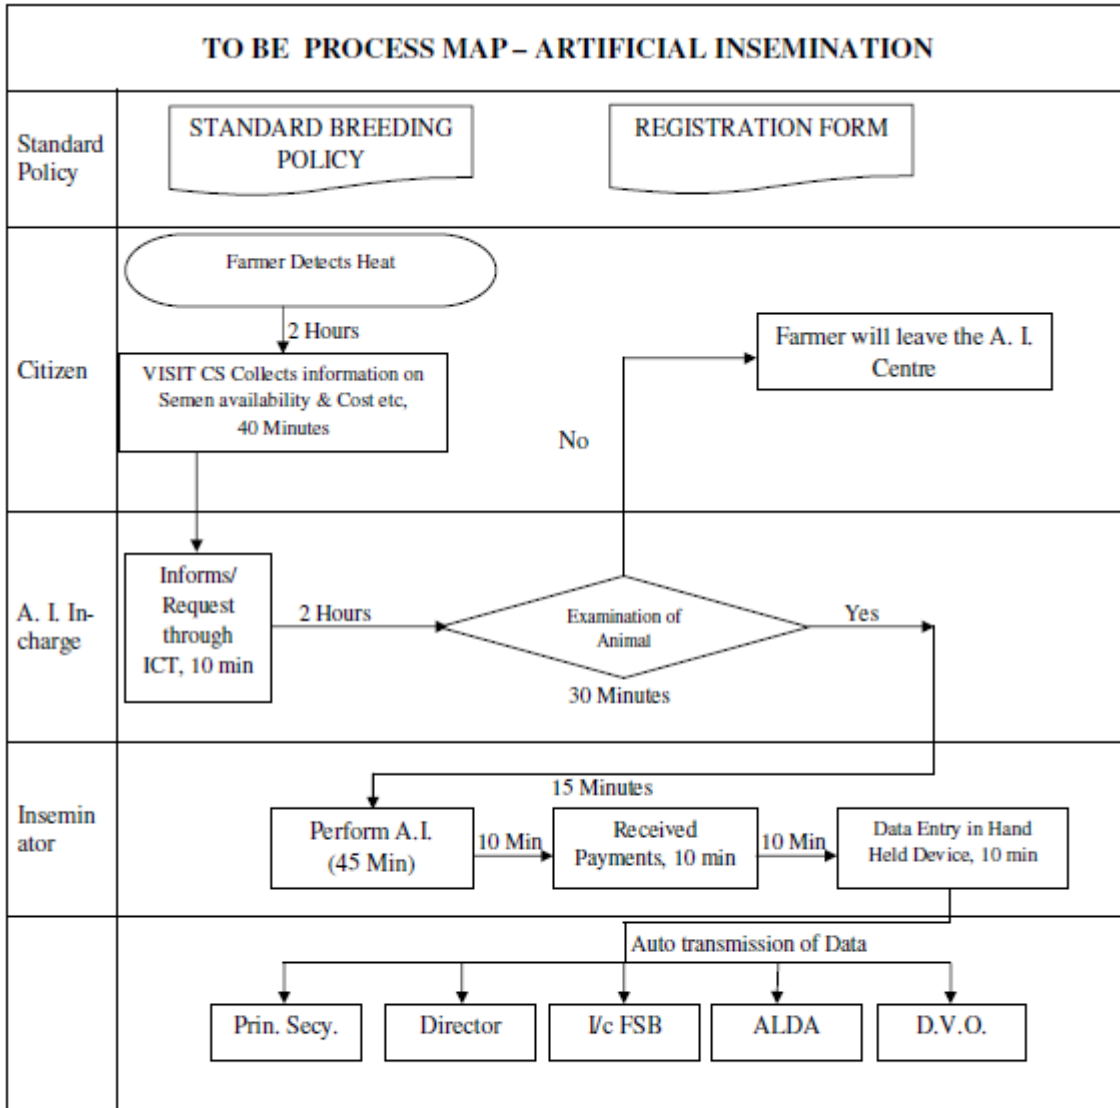 TO BE PROCESS MAP – ARTIFICIAL INSEMINATION
Standard
Policy
STANDARD BREEDING
POLICY
REGISTRATION FORM
Citizen
Farmer Detects Heat
2 Hours
VISIT CS Collects information on
Semen availability & Cost etc,
40 Minutes
No
Farmer will leave the A. I.
Centre
A. I. In-
charge
Informs/
Request
through
ICT, 10 min
2 Hours
Examination of
Animal
30 Minutes
Yes
Insemin
ator
15 Minutes
Perform A.I.
(45 Min)
10 Min
Received
Payments, 10 min
10 Min
Data Entry in Hand
Held Device, 10 min
Auto transmission of Data
Prin. Secy.
Director
I/c FSB
ALDA
D.V.O.